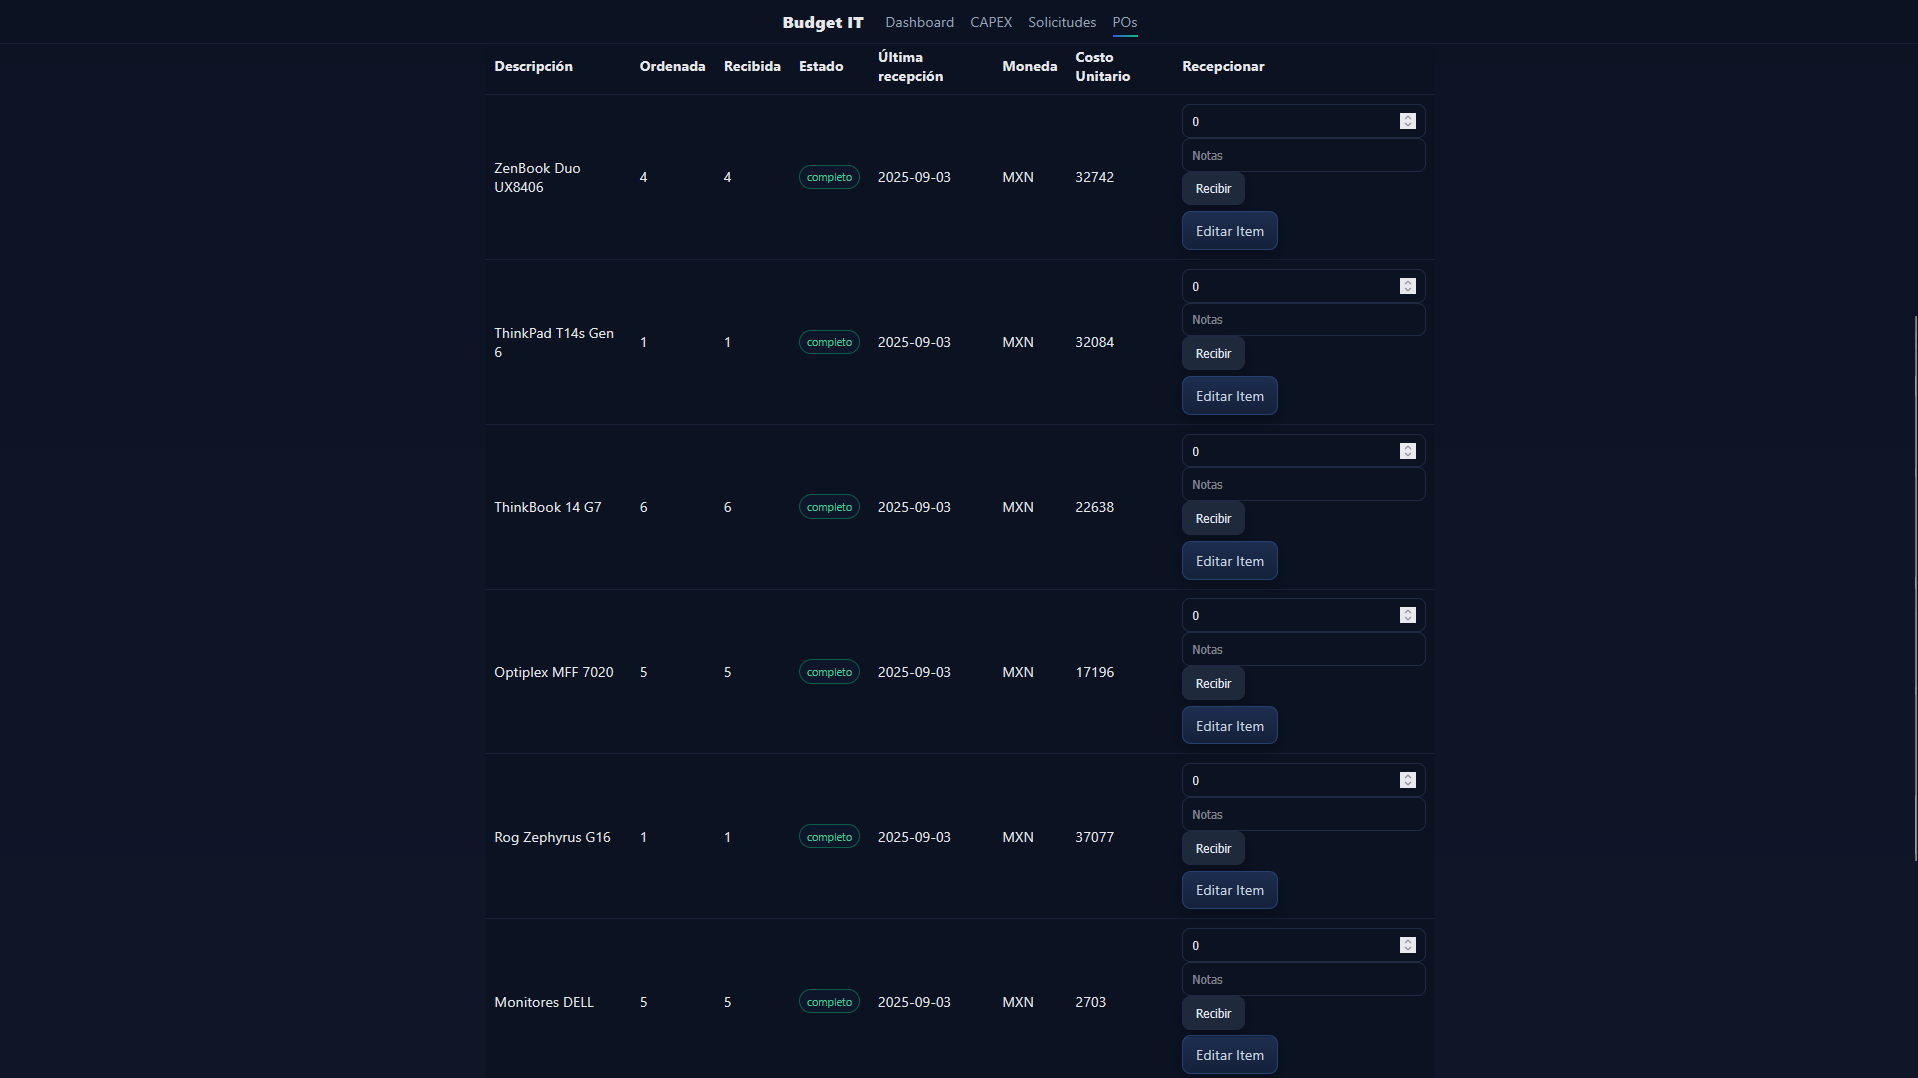 Budget IT Dashboard CAPEX Solicitudes POs
Descripción Ordenada Recibida Estado Última recepción Moneda Costo Unitario Recepcionar
0
Notas
ZenBook Duo UX8406 4 4 completo 2025-09-03 MXN 32742
Recibir
Editar Item
0
Notas
ThinkPad T14s Gen 6 1 1 completo 2025-09-03 MXN 32084
Recibir
Editar Item
0
Notas
ThinkBook 14 G7 6 6 completo 2025-09-03 MXN 22638
Recibir
Editar Item
0
Notas
Optiplex MFF 7020 5 5 completo 2025-09-03 MXN 17196
Recibir
Editar Item
0
Notas
Rog Zephyrus G16 1 1 completo 2025-09-03 MXN 37077
Recibir
Editar Item
0
Notas
Monitores DELL 5 5 completo 2025-09-03 MXN 2703
Recibir
Editar Item